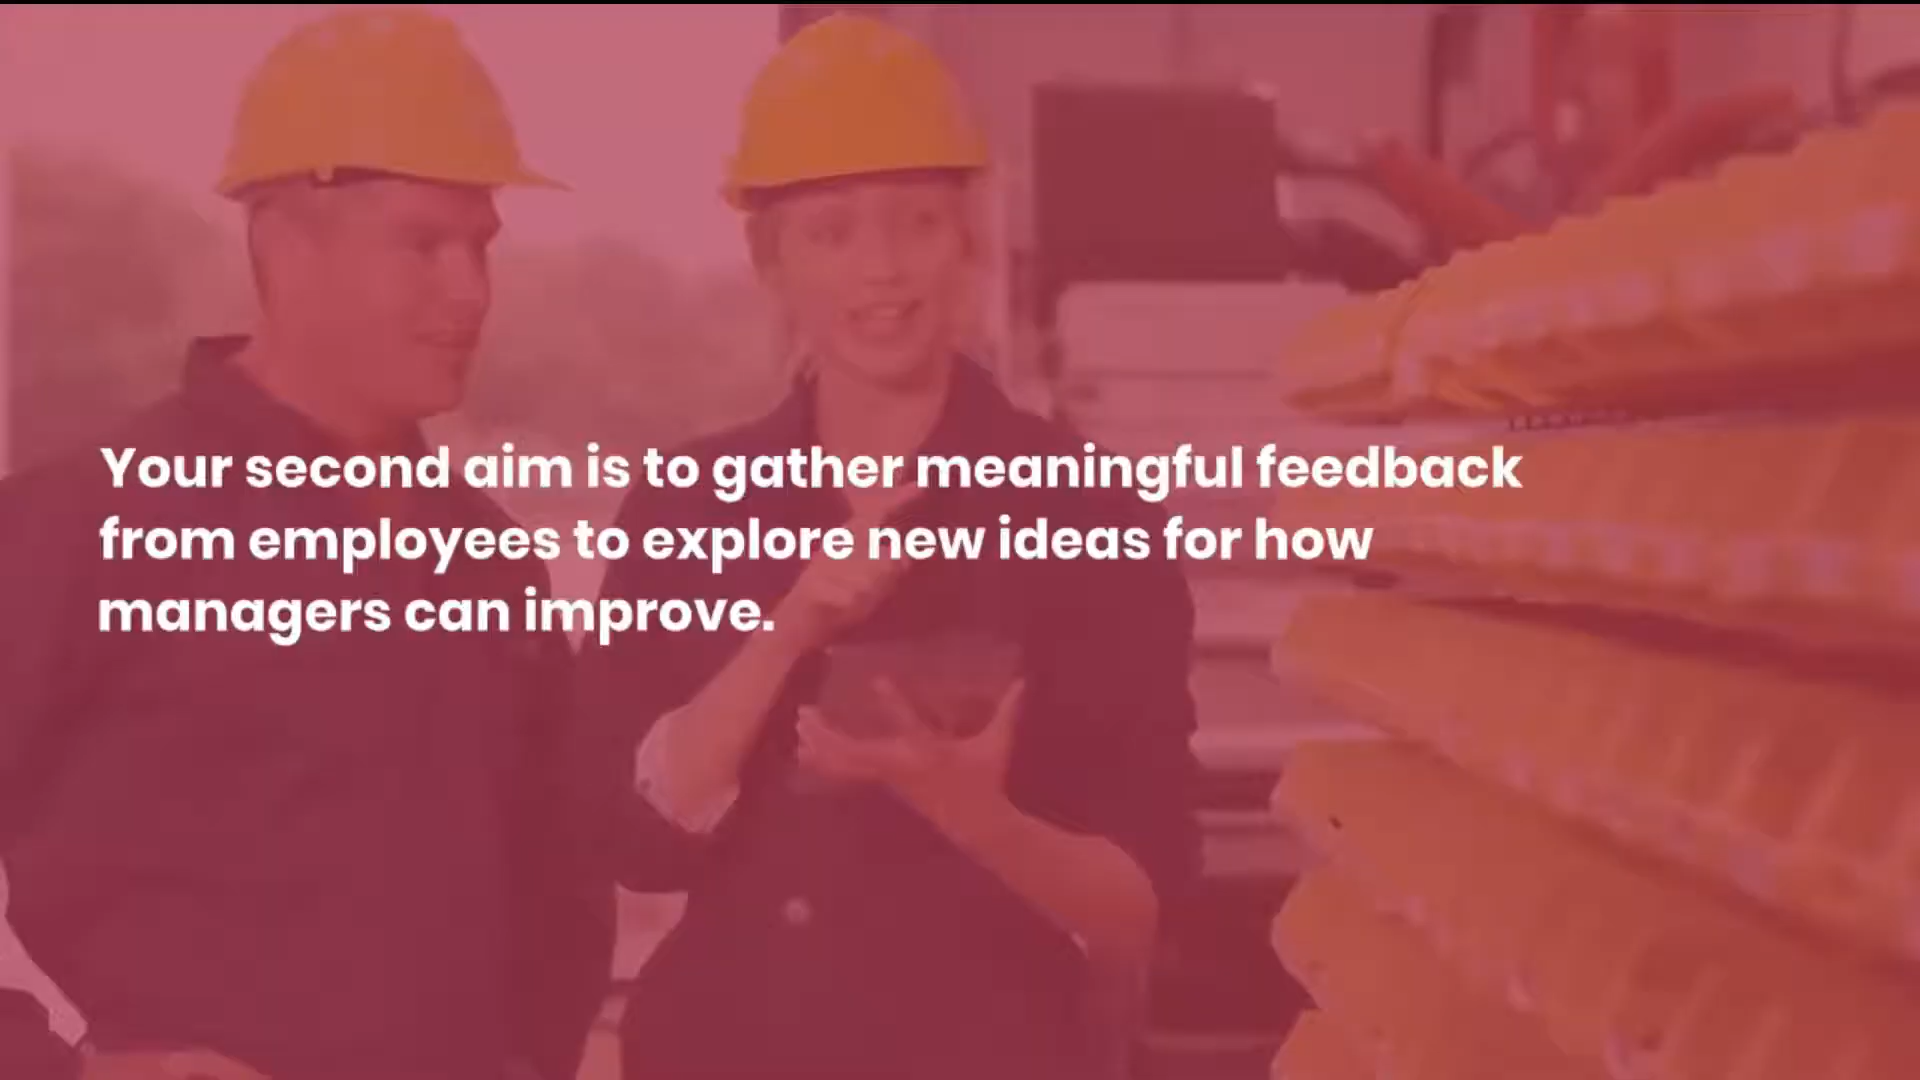 Your second aim is to gather meaningful feedback
from employees to explore new ideas for how
managers can improve.